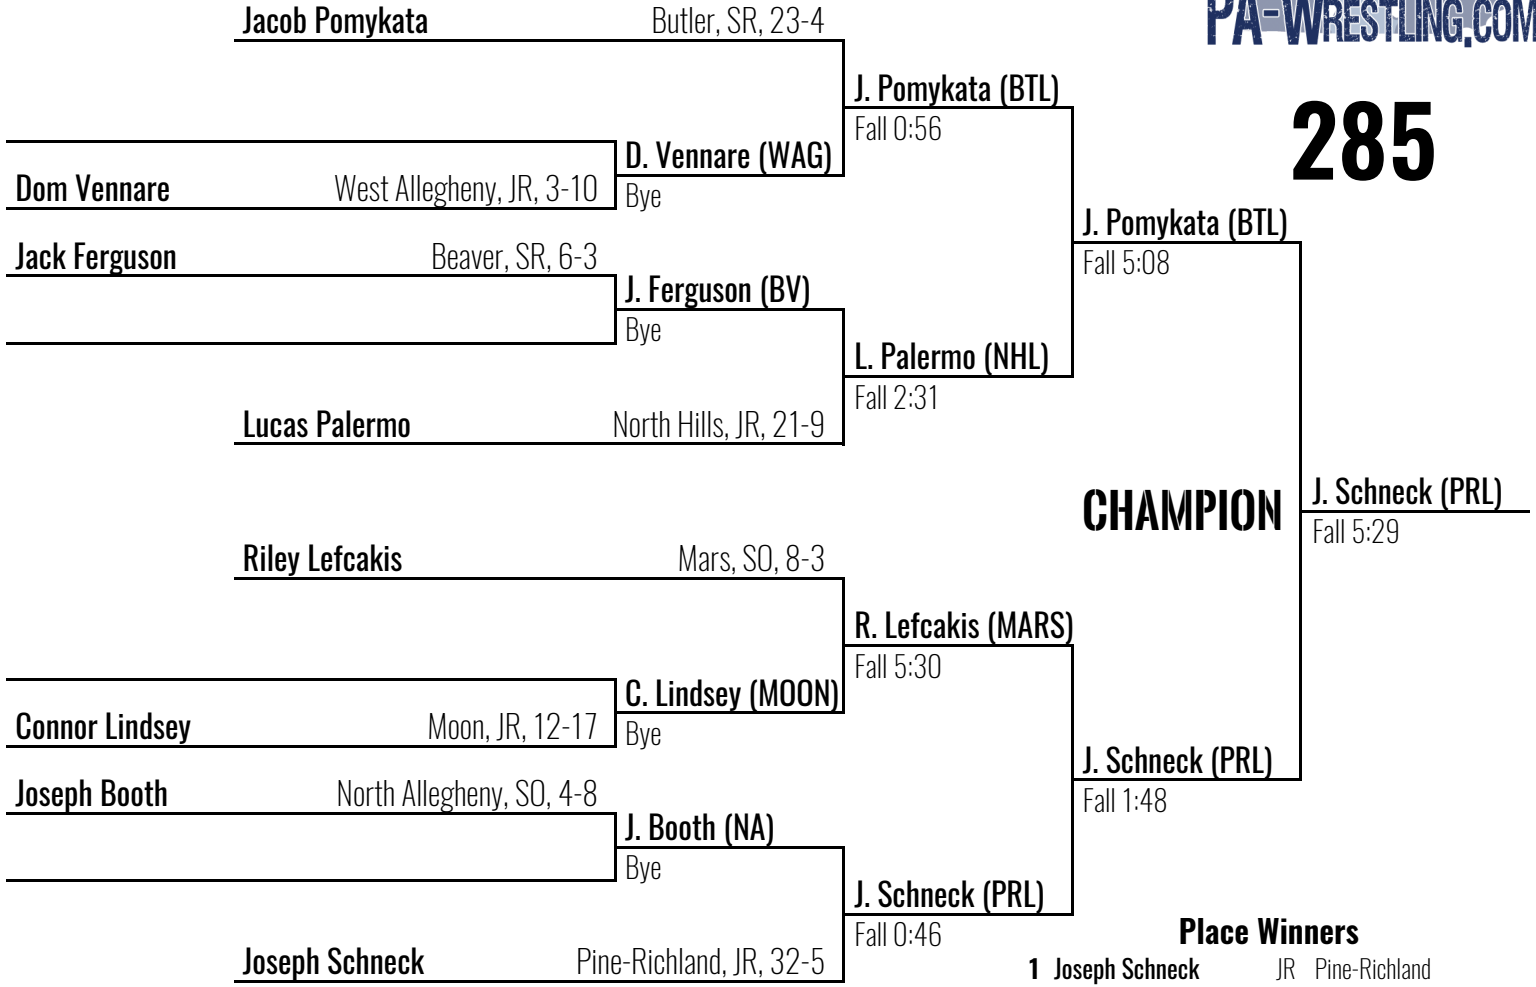 PA-WRESTLING.COM
285
Jacob Pomykata Butler, SR, 23-4
J. Pomykata (BTL)
Fall 0:56
D. Vennare (WAG)
Dom Vennare West Allegheny, JR, 3-10
Bye
J. Pomykata (BTL)
Fall 5:08
Jack Ferguson Beaver, SR, 6-3
J. Ferguson (BV)
Bye
L. Palermo (NHL)
Fall 2:31
Lucas Palermo North Hills, JR, 21-9
CHAMPION
J. Schneck (PRL)
Fall 5:29
Riley Lefcakis Mars, SO, 8-3
R. Lefcakis (MARS)
Fall 5:30
C. Lindsey (MOON)
Connor Lindsey Moon, JR, 12-17
Bye
J. Schneck (PRL)
Fall 1:48
Joseph Booth North Allegheny, SO, 4-8
J. Booth (NA)
Bye
J. Schneck (PRL)
Fall 0:46
Joseph Schneck Pine-Richland, JR, 32-5
Place Winners
1 Joseph Schneck JR Pine-Richland